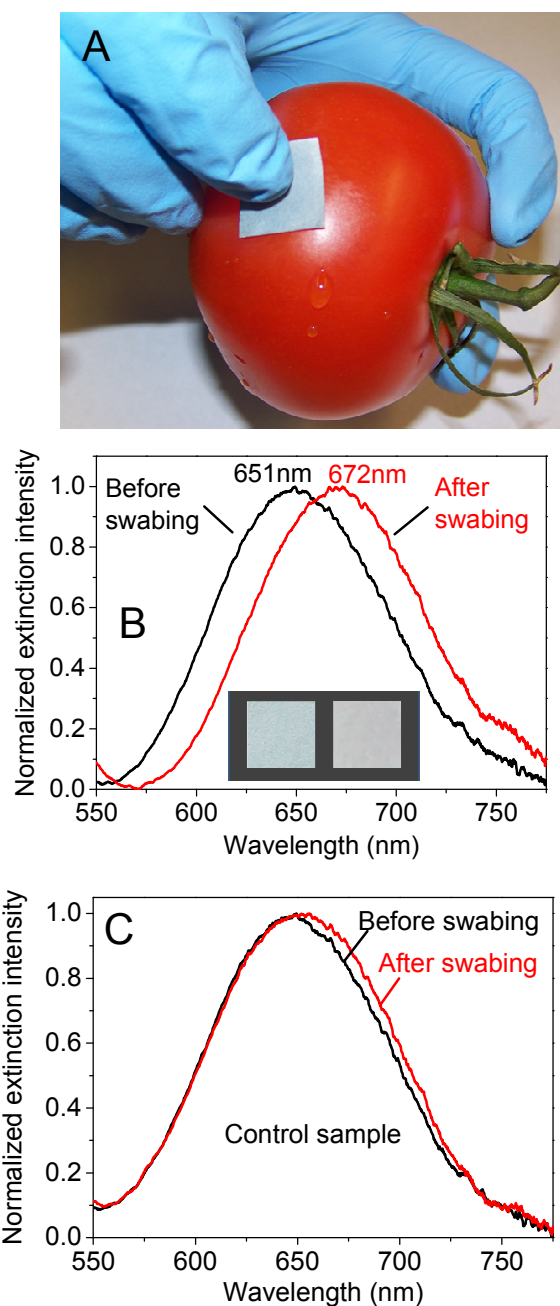 A
651nm 672nm
Before
swabing
After
swabing
B
Normalized extinction intensity
1.0
0.8
0.6
0.4
0.2
0.0
550 600 650 700 750
Wavelength (nm)
C
Before swabing
After swabing
Control sample
Normalized extinction intensity
1.0
0.8
0.6
0.4
0.2
0.0
550 600 650 700 750
Wavelength (nm)